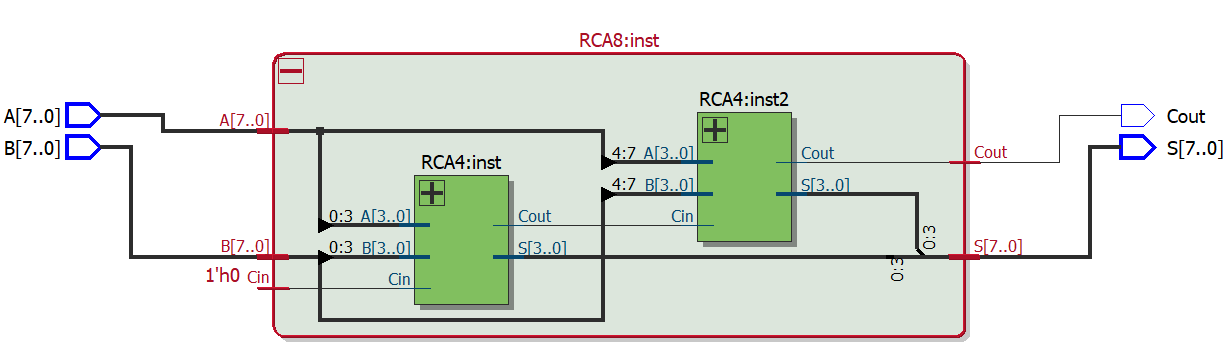 RCA8:inst
A[7..0]
B[7..0]
A[7..0]
B[7..0]
1'h0 Cin
RCA4:inst
0:3 A[3..0]
0:3 B[3..0]
Cin
Cout
S[3..0]
RCA4:inst2
4:7 A[3..0]
4:7 B[3..0]
Cin
Cout
S[3..0]
0:3
0:3
Cout
S[7..0]
Cout
S[7..0]